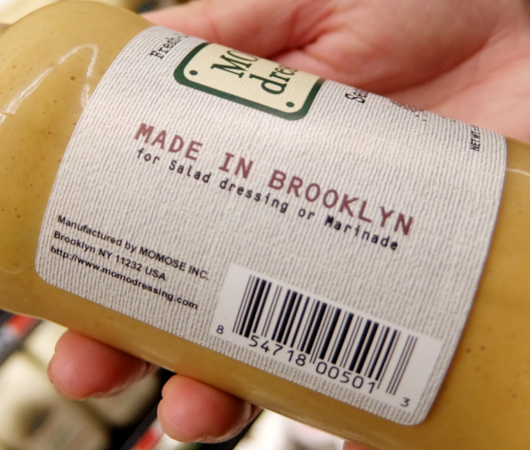 MADE IN BROOKLYN
for Salad dressing or Marinade
Manufactured by MOMOSE INC.
Brooklyn NY 11232 USA
http://www.momodressing.com
8 54718 00501 3